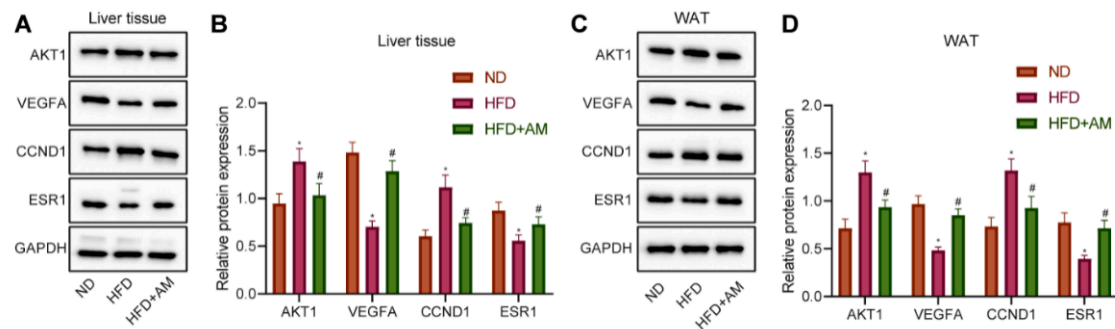 A
Liver tissue
AKT1
VEGFA
CCND1
ESR1
GAPDH
ND
HFD
HFD+AM
B
Liver tissue
ND
HFD
HFD+AM
Relative protein expression
2.0
1.5
1.0
0.5
0.0
*
#
*
#
*
#
*
#
AKT1 VEGFA CCND1 ESR1
C
WAT
AKT1
VEGFA
CCND1
ESR1
GAPDH
ND
HFD
HFD+AM
D
WAT
ND
HFD
HFD+AM
Relative protein expression
2.0
1.5
1.0
0.5
0.0
*
#
*
#
*
#
*
#
AKT1 VEGFA CCND1 ESR1